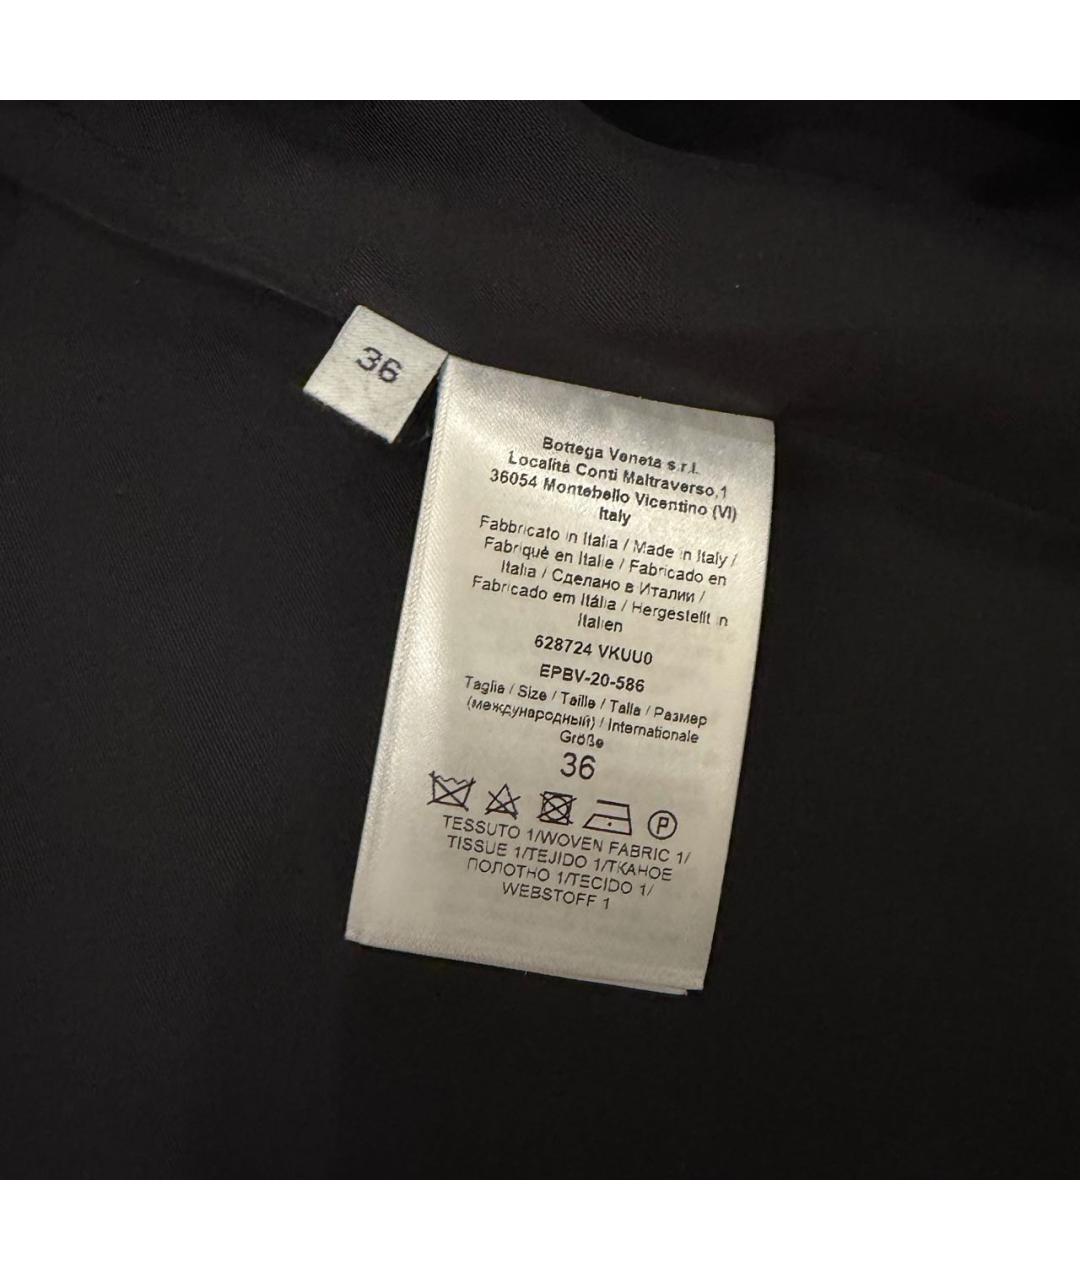 36
Bottega Veneta s.r.l.
Località Conti Maltraverso,1
36054 Montebello Vicentino (VI)
Italy
Fabbricato in Italia / Made in Italy /
Fabriqué en Italie / Fabricado en
Italia / Сделано в Италии /
Fabricado em Itália / Hergestellt in
Italien
628724 VKUU0
EPBV-20-586
Taglia / Size / Taille / Talla / Размер
(международный) / Internationale
Größe
36
P
TESSUTO 1/WOVEN FABRIC 1/
TISSUE 1/TEJIDO 1/ТКАНОЕ
ПОЛОТНО 1/TECIDO 1/
WEBSTOFF 1